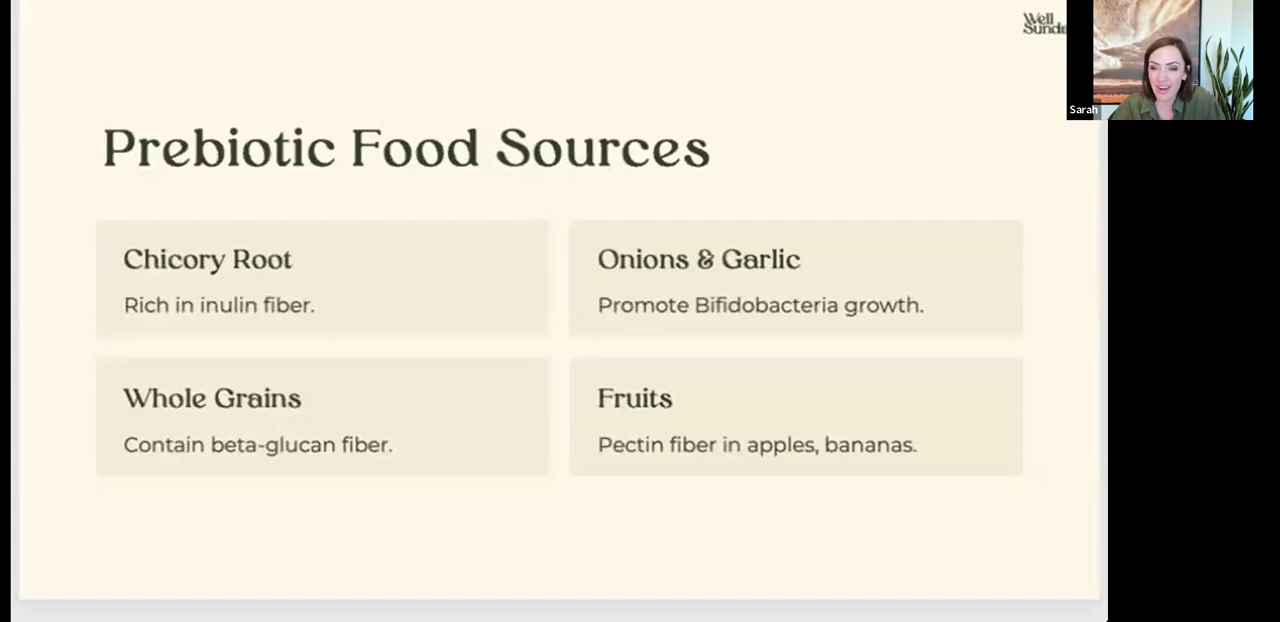 Well
Sarah
Prebiotic Food Sources
Chicory Root
Rich in inulin fiber.
Onions & Garlic
Promote Bifidobacteria growth.
Whole Grains
Contain beta-glucan fiber.
Fruits
Pectin fiber in apples, bananas.